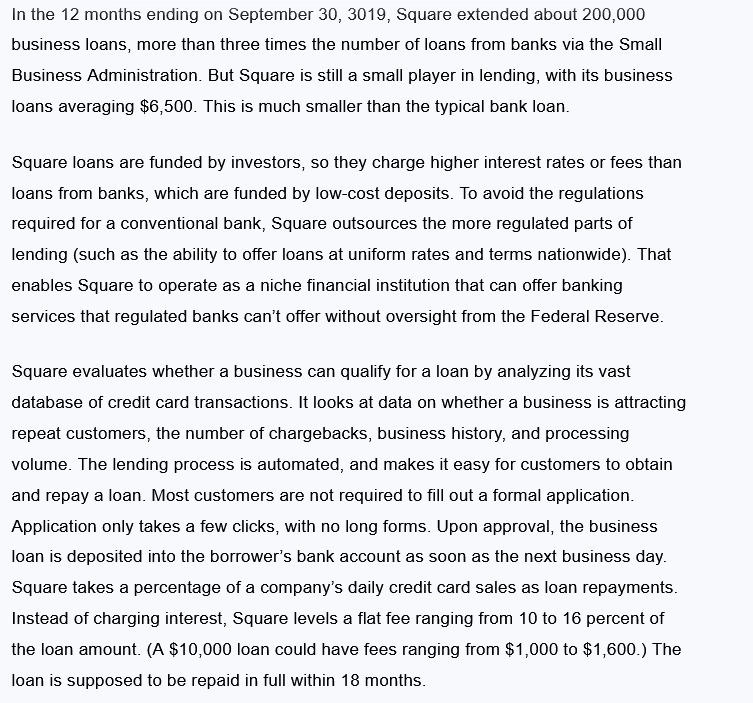 In the 12 months ending on September 30, 3019, Square extended about 200,000
business loans, more than three times the number of loans from banks via the Small
Business Administration. But Square is still a small player in lending, with its business
loans averaging $6,500. This is much smaller than the typical bank loan.
Square loans are funded by investors, so they charge higher interest rates or fees than
loans from banks, which are funded by low-cost deposits. To avoid the regulations
required for a conventional bank, Square outsources the more regulated parts of
lending (such as the ability to offer loans at uniform rates and terms nationwide). That
enables Square to operate as a niche financial institution that can offer banking
services that regulated banks can’t offer without oversight from the Federal Reserve.
Square evaluates whether a business can qualify for a loan by analyzing its vast
database of credit card transactions. It looks at data on whether a business is attracting
repeat customers, the number of chargebacks, business history, and processing
volume. The lending process is automated, and makes it easy for customers to obtain
and repay a loan. Most customers are not required to fill out a formal application.
Application only takes a few clicks, with no long forms. Upon approval, the business
loan is deposited into the borrower’s bank account as soon as the next business day.
Square takes a percentage of a company’s daily credit card sales as loan repayments.
Instead of charging interest, Square levels a flat fee ranging from 10 to 16 percent of
the loan amount. (A $10,000 loan could have fees ranging from $1,000 to $1,600.) The
loan is supposed to be repaid in full within 18 months.